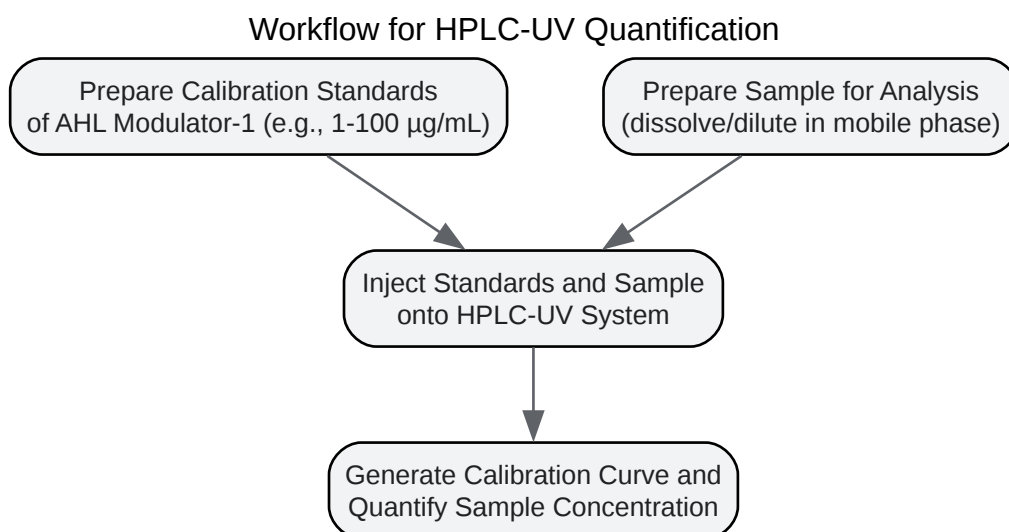 Workflow for HPLC-UV Quantification
Prepare Calibration Standards
of AHL Modulator-1 (e.g., 1-100 µg/mL)
Prepare Sample for Analysis
(dissolve/dilute in mobile phase)
Inject Standards and Sample
onto HPLC-UV System
Generate Calibration Curve and
Quantify Sample Concentration